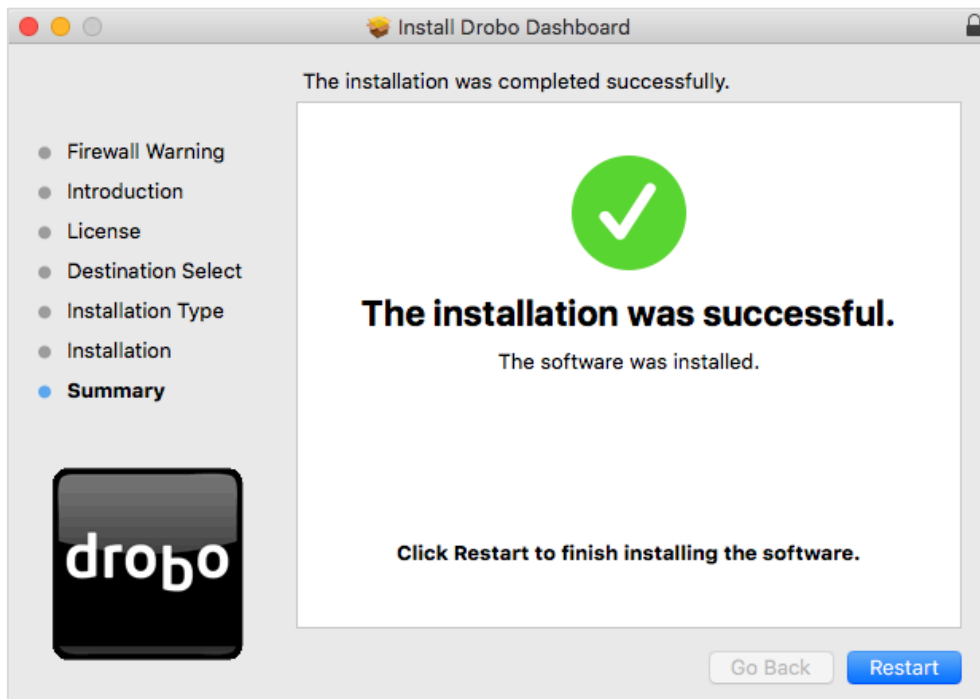 Install Drobo Dashboard
The installation was completed successfully.
Firewall Warning
Introduction
License
Destination Select
Installation Type
Installation
Summary
The installation was successful.
The software was installed.
Click Restart to finish installing the software.
drobo
Go Back
Restart